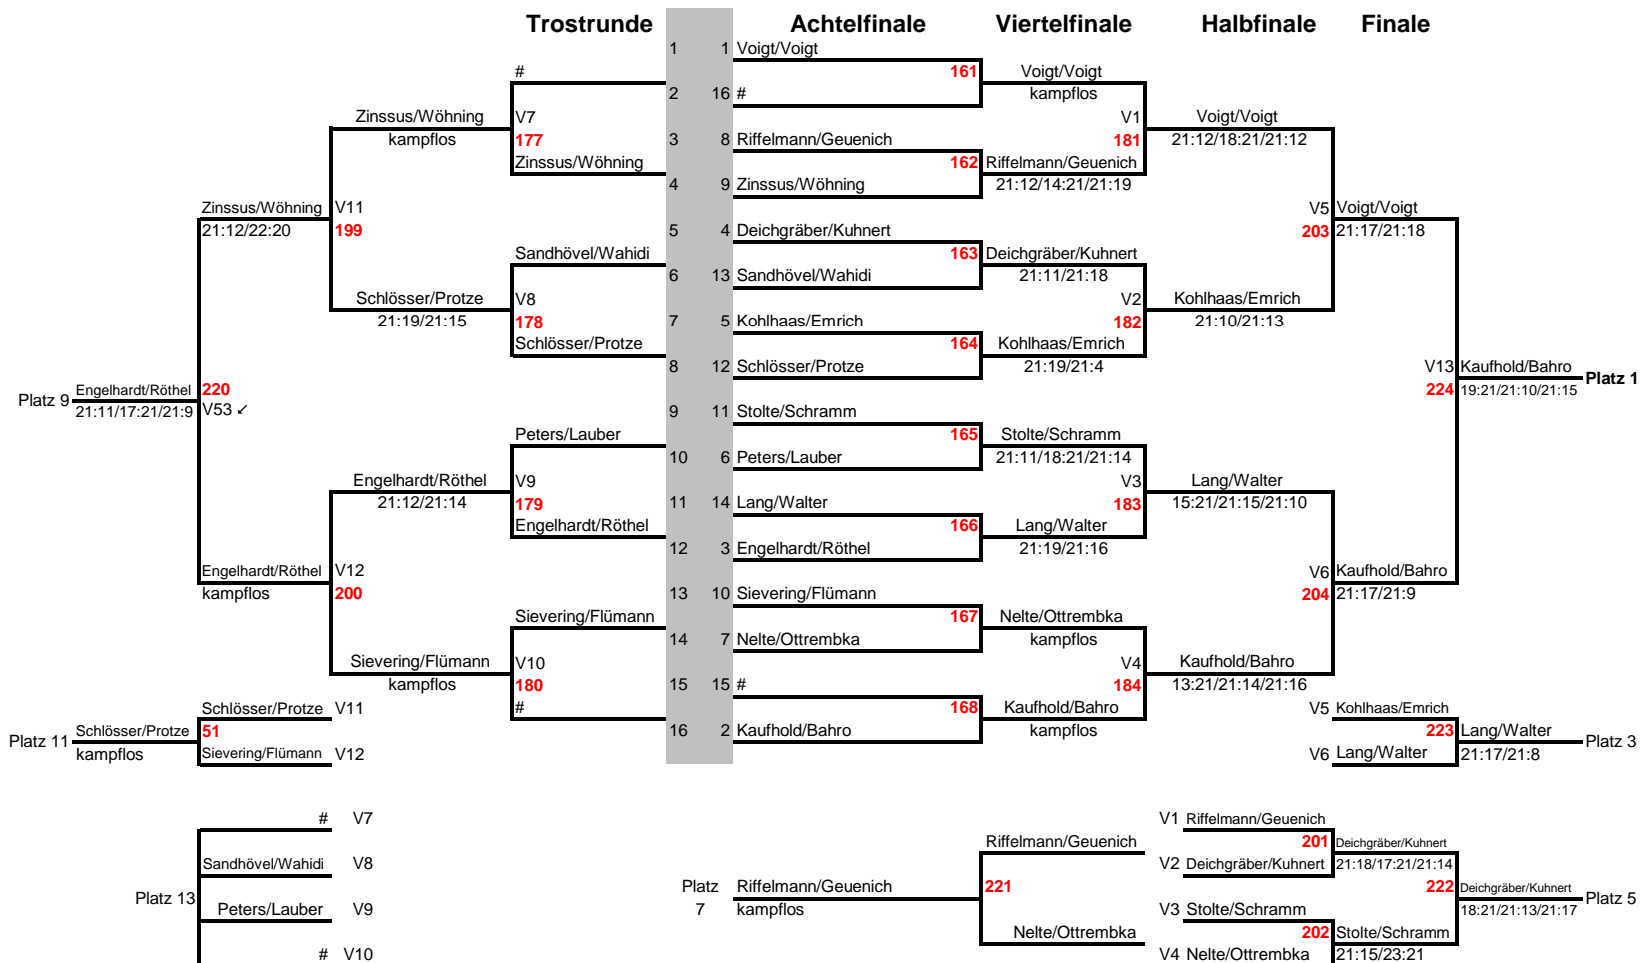 Trostrunde Achtelfinale Viertelfinale Halbfinale Finale
1 1 Voigt/Voigt
# 161 Voigt/Voigt
2 16 # kampflos
Zinssus/Wöhning V7 V1 Voigt/Voigt
kampflos 177 3 8 Riffelmann/Geuenich 181 21:12/18:21/21:12
Zinssus/Wöhning 162 Riffelmann/Geuenich
4 9 Zinssus/Wöhning 21:12/14:21/21:19
Zinssus/Wöhning V11 V5 Voigt/Voigt
21:12/22:20 199 5 4 Deichgräber/Kuhnert 203 21:17/21:18
Sandhövel/Wahidi 163 Deichgräber/Kuhnert
6 13 Sandhövel/Wahidi 21:11/21:18
Schlösser/Protze V8 V2 Kohlhaas/Emrich
21:19/21:15 178 7 5 Kohlhaas/Emrich 182 21:10/21:13
Schlösser/Protze 164 Kohlhaas/Emrich
8 12 Schlösser/Protze 21:19/21:4 V13 Kaufhold/Bahro
Platz 9 Engelhardt/Röthel 220 224 19:21/21:10/21:15 Platz 1
21:11/17:21/21:9 V53 ↙ 9 11 Stolte/Schramm
Peters/Lauber 165 Stolte/Schramm
10 6 Peters/Lauber 21:11/18:21/21:14
Engelhardt/Röthel V9 V3 Lang/Walter
21:12/21:14 179 11 14 Lang/Walter 183 15:21/21:15/21:10
Engelhardt/Röthel 166 Lang/Walter
12 3 Engelhardt/Röthel 21:19/21:16
Engelhardt/Röthel V12 V6 Kaufhold/Bahro
kampflos 200 13 10 Sievering/Flümann 204 21:17/21:9
Sievering/Flümann 167 Nelte/Ottrembka
14 7 Nelte/Ottrembka kampflos
Sievering/Flümann V10 V4 Kaufhold/Bahro
kampflos 180 15 15 # 184 13:21/21:14/21:16
Schlösser/Protze V11 # 168 Kaufhold/Bahro V5 Kohlhaas/Emrich
Platz 11 Schlösser/Protze 51 16 2 Kaufhold/Bahro kampflos 223 Lang/Walter Platz 3
kampflos Sievering/Flümann V12 V6 Lang/Walter 21:17/21:8
# V7 V1 Riffelmann/Geuenich
Riffelmann/Geuenich 201 Deichgräber/Kuhnert
Sandhövel/Wahidi V8 V2 Deichgräber/Kuhnert 21:18/17:21/21:14
Platz 13 Platz Riffelmann/Geuenich 221 222 Deichgräber/Kuhnert Platz 5
Peters/Lauber V9 7 kampflos V3 Stolte/Schramm 18:21/21:13/21:17
Nelte/Ottrembka 202 Stolte/Schramm
# V10 V4 Nelte/Ottrembka 21:15/23:21